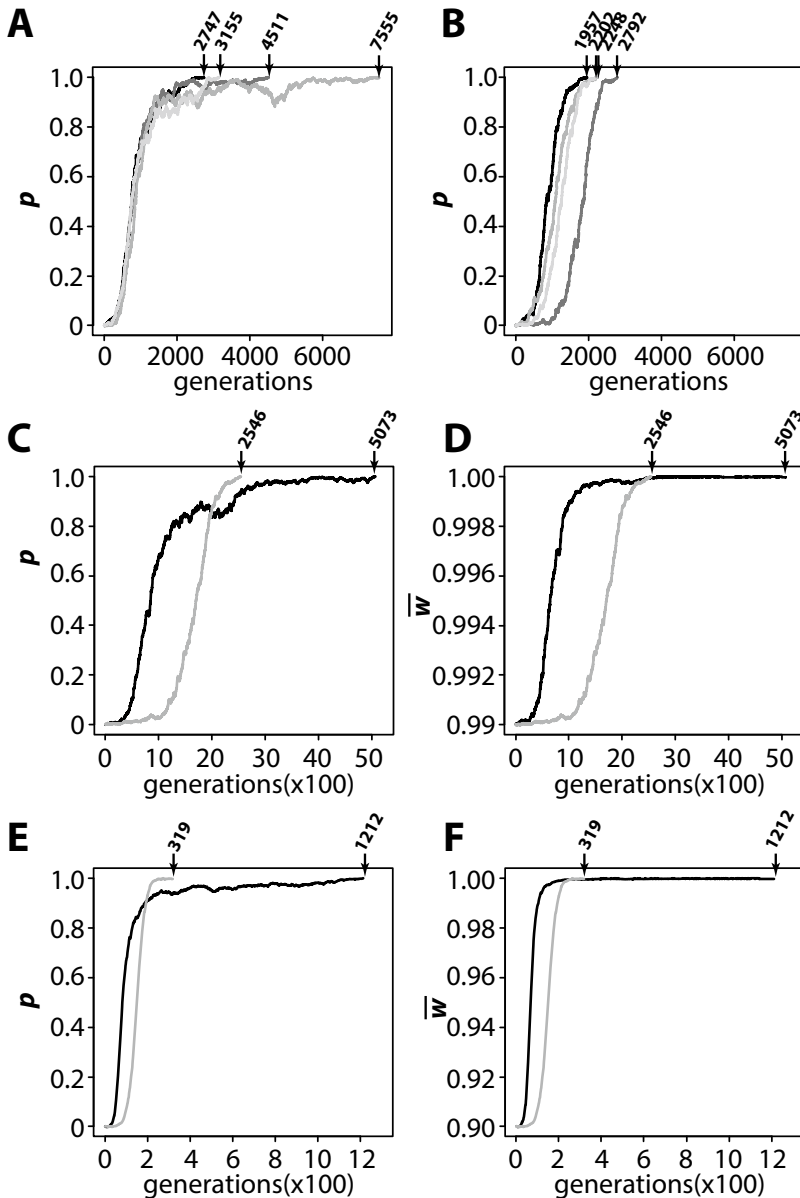 A
2747
3155
4511
7555
1.0
0.8
0.6
0.4
0.2
0
p
0 2000 4000 6000
generations
B
1957
2202
2248
2792
1.0
0.8
0.6
0.4
0.2
0
p
0 2000 4000 6000
generations
C
2546
5073
1.0
0.8
0.6
0.4
0.2
0
p
0 10 20 30 40 50
generations(x100)
D
2546
5073
1.00
0.998
0.996
0.994
0.992
0.99
w
0 10 20 30 40 50
generations(x100)
E
319
1212
1.0
0.8
0.6
0.4
0.2
0
p
0 2 4 6 8 10 12
generations(x100)
F
319
1212
1.00
0.98
0.96
0.94
0.92
0.90
w
0 2 4 6 8 10 12
generations(x100)